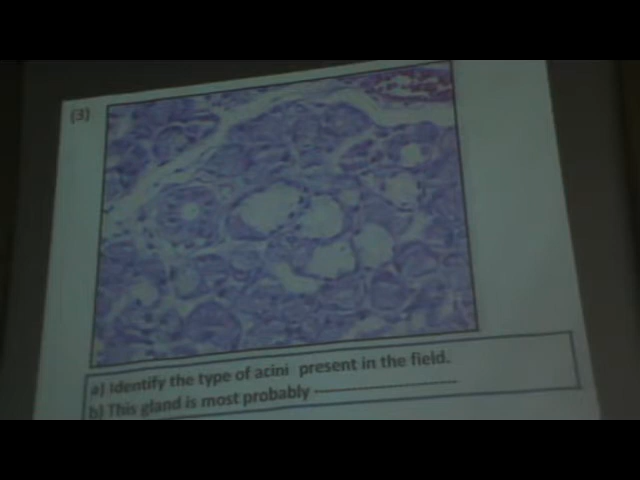 (3)
a) Identify the type of acini present in the field.
b) This gland is most probably --------------------